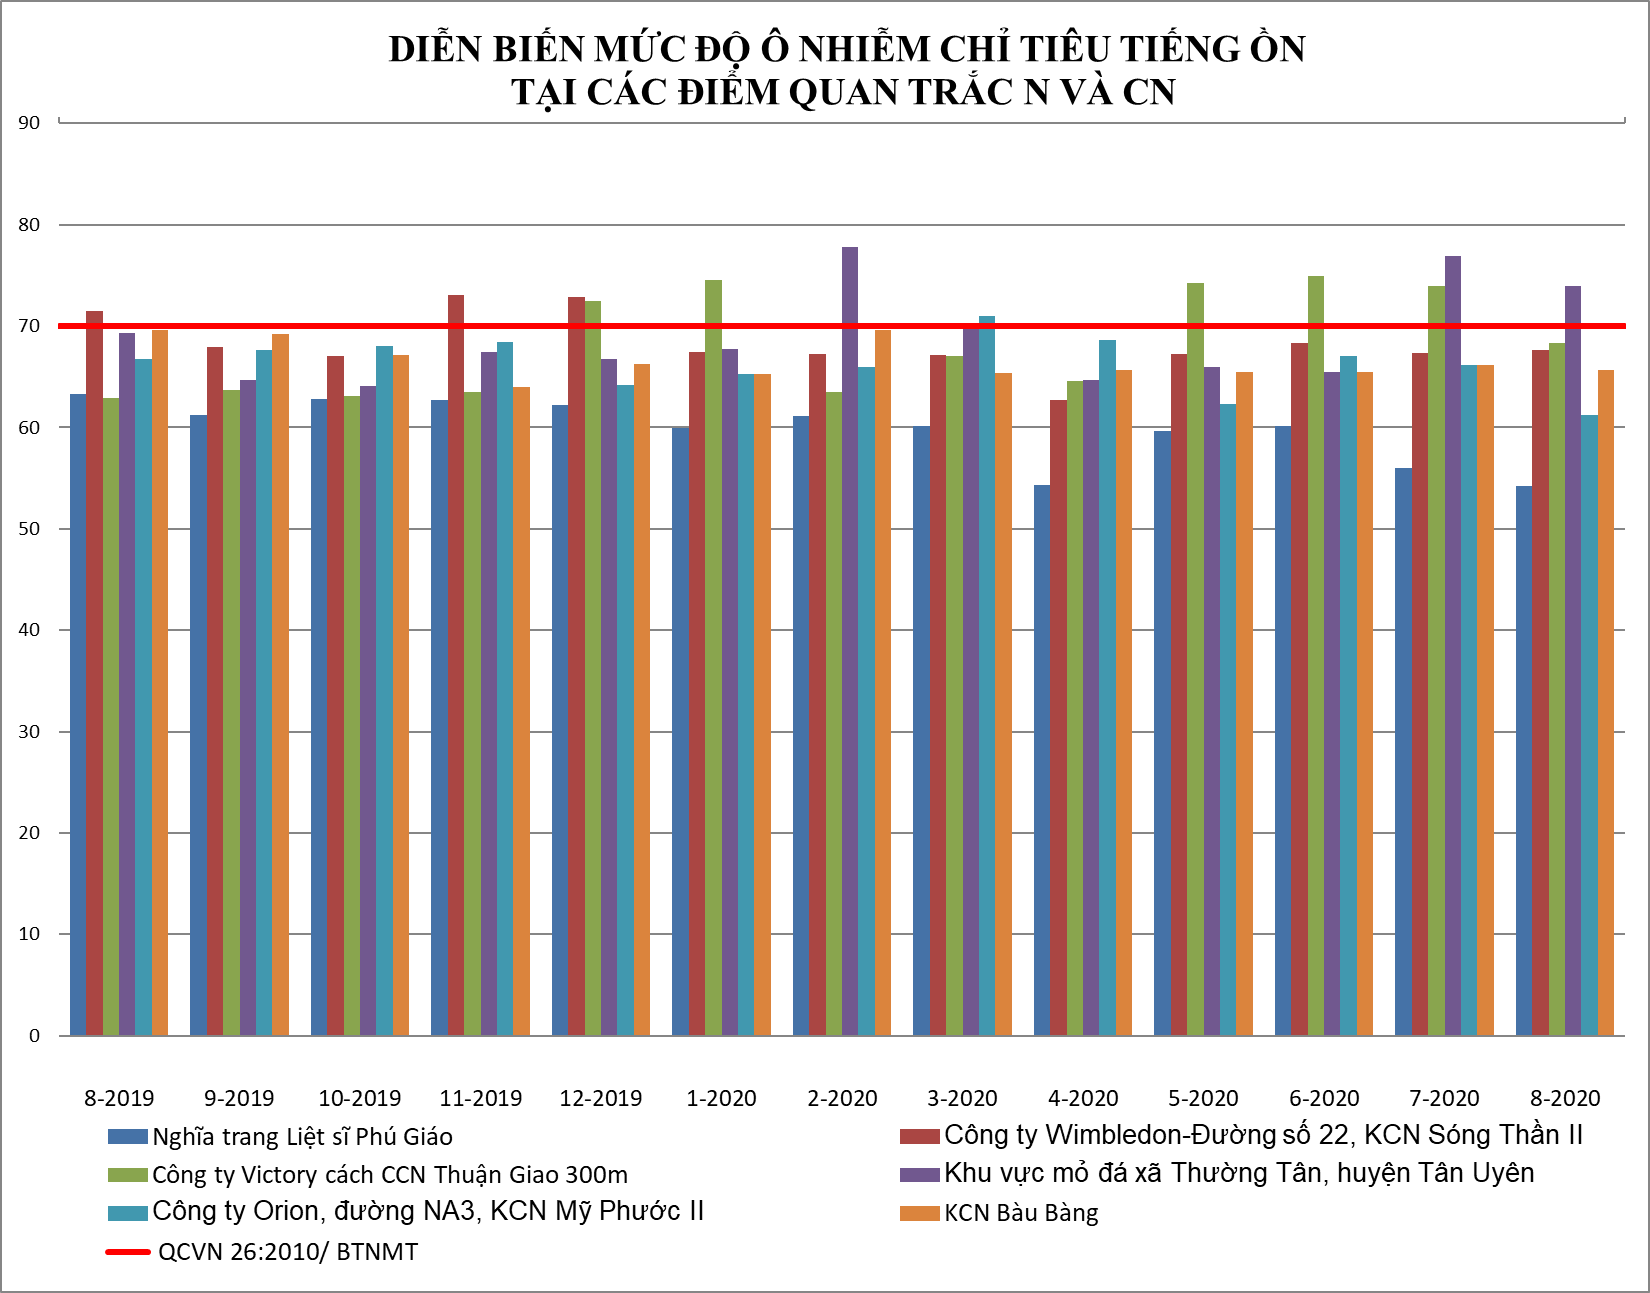 DIỄN BIẾN MỨC ĐỘ Ô NHIỄM CHỈ TIÊU TIẾNG ỒN
TẠI CÁC ĐIỂM QUAN TRẮC N VÀ CN
90
80
70
60
50
40
30
20
10
0
8-2019 9-2019 10-2019 11-2019 12-2019 1-2020 2-2020 3-2020 4-2020 5-2020 6-2020 7-2020 8-2020
Nghĩa trang Liệt sĩ Phú Giáo
Công ty Wimbledon-Đường số 22, KCN Sóng Thần II
Công ty Victory cách CCN Thuận Giao 300m
Khu vực mỏ đá xã Thường Tân, huyện Tân Uyên
Công ty Orion, đường NA3, KCN Mỹ Phước II
KCN Bàu Bàng
QCVN 26:2010/ BTNMT